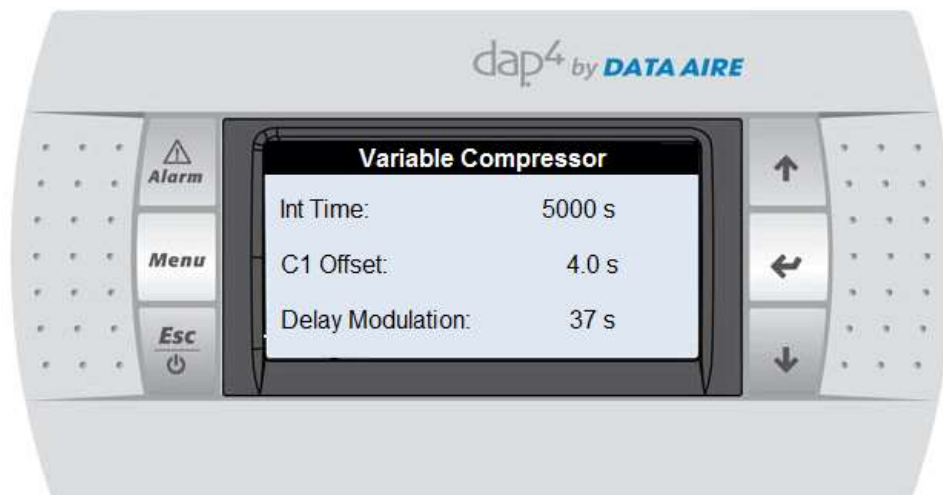 dap4 by DATA AIRE
Alarm
Menu
Esc
Variable Compressor
Int Time: 5000 s
C1 Offset: 4.0 s
Delay Modulation: 37 s